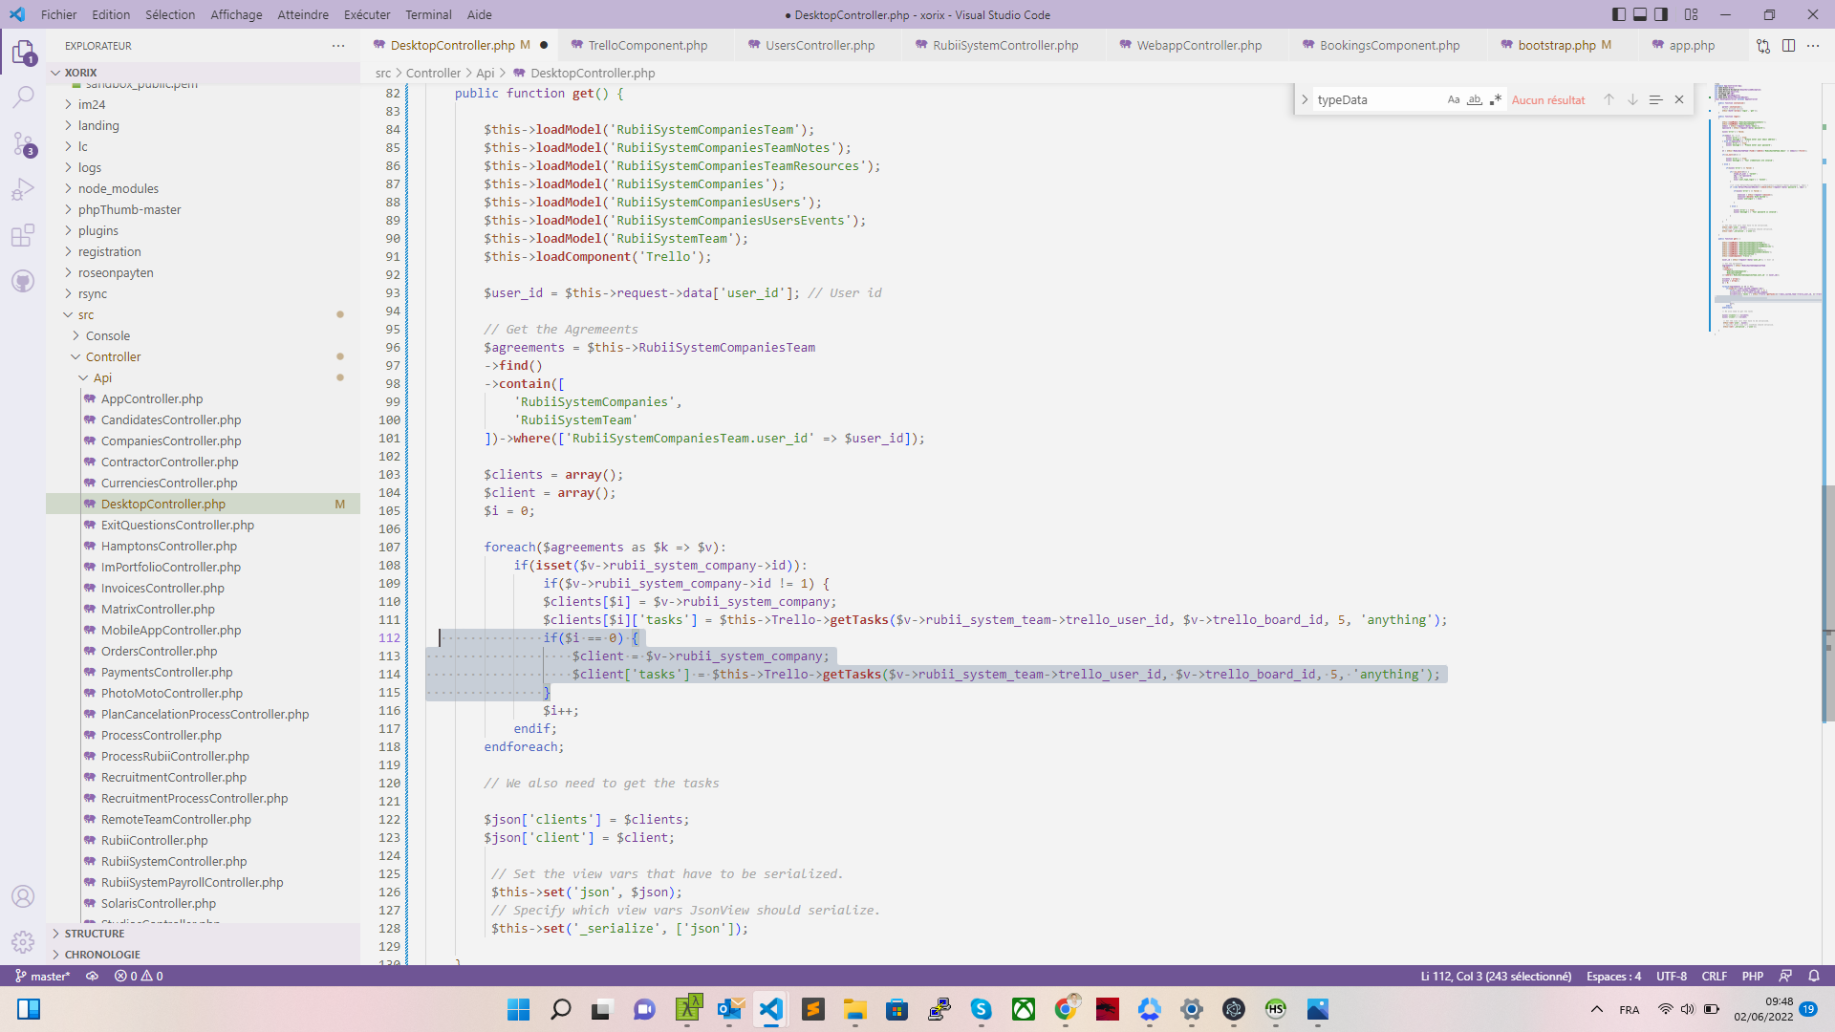 Fichier Edition Sélection Affichage Atteindre Exécuter Terminal Aide
● DesktopController.php - xorix - Visual Studio Code
EXPLORATEUR
XORIX
sandbox_public.pem
im24
landing
lc
logs
node_modules
phpThumb-master
plugins
registration
roseonpayten
rsync
src
Console
Controller
Api
AppController.php
CandidatesController.php
CompaniesController.php
ContractorController.php
CurrenciesController.php
DesktopController.php M
ExitQuestionsController.php
HamptonsController.php
ImPortfolioController.php
InvoicesController.php
MatrixController.php
MobileAppController.php
OrdersController.php
PaymentsController.php
PhotoMotoController.php
PlanCancelationProcessController.php
ProcessController.php
ProcessRubiiController.php
RecruitmentController.php
RecruitmentProcessController.php
RemoteTeamController.php
RubiiController.php
RubiiSystemController.php
RubiiSystemPayrollController.php
SolarisController.php
STRUCTURE
CHRONOLOGIE
DesktopController.php M ● TrelloComponent.php UsersController.php RubiiSystemController.php WebappController.php BookingsComponent.php bootstrap.php M app.php
src > Controller > Api > DesktopController.php
typeData Aa ab Aucun résultat
82 public function get() {
83
84 $this->loadModel('RubiiSystemCompaniesTeam');
85 $this->loadModel('RubiiSystemCompaniesTeamNotes');
86 $this->loadModel('RubiiSystemCompaniesTeamResources');
87 $this->loadModel('RubiiSystemCompanies');
88 $this->loadModel('RubiiSystemCompaniesUsers');
89 $this->loadModel('RubiiSystemCompaniesUsersEvents');
90 $this->loadModel('RubiiSystemTeam');
91 $this->loadComponent('Trello');
92
93 $user_id = $this->request->data['user_id']; // User id
94
95 // Get the Agremeents
96 $agreements = $this->RubiiSystemCompaniesTeam
97 ->find()
98 ->contain([
99 'RubiiSystemCompanies',
100 'RubiiSystemTeam'
101 ])->where(['RubiiSystemCompaniesTeam.user_id' => $user_id]);
102
103 $clients = array();
104 $client = array();
105 $i = 0;
106
107 foreach($agreements as $k => $v):
108 if(isset($v->rubii_system_company->id)):
109 if($v->rubii_system_company->id != 1) {
110 $clients[$i] = $v->rubii_system_company;
111 $clients[$i]['tasks'] = $this->Trello->getTasks($v->rubii_system_team->trello_user_id, $v->trello_board_id, 5, 'anything');
112 if($i == 0) {
113 $client = $v->rubii_system_company;
114 $client['tasks'] = $this->Trello->getTasks($v->rubii_system_team->trello_user_id, $v->trello_board_id, 5, 'anything');
115 }
116 $i++;
117 endif;
118 endforeach;
119
120 // We also need to get the tasks
121
122 $json['clients'] = $clients;
123 $json['client'] = $client;
124
125 // Set the view vars that have to be serialized.
126 $this->set('json', $json);
127 // Specify which view vars JsonView should serialize.
128 $this->set('_serialize', ['json']);
129
130 }
1
3
master* 0 0 Li 112, Col 3 (243 sélectionné) Espaces : 4 UTF-8 CRLF PHP
FRA 09:48
02/06/2022 19